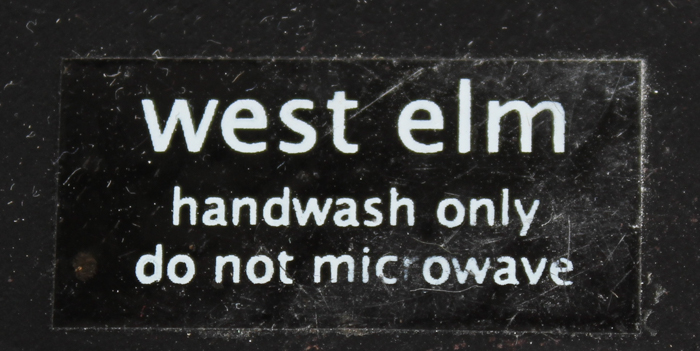 west elm
handwash only
do not microwave